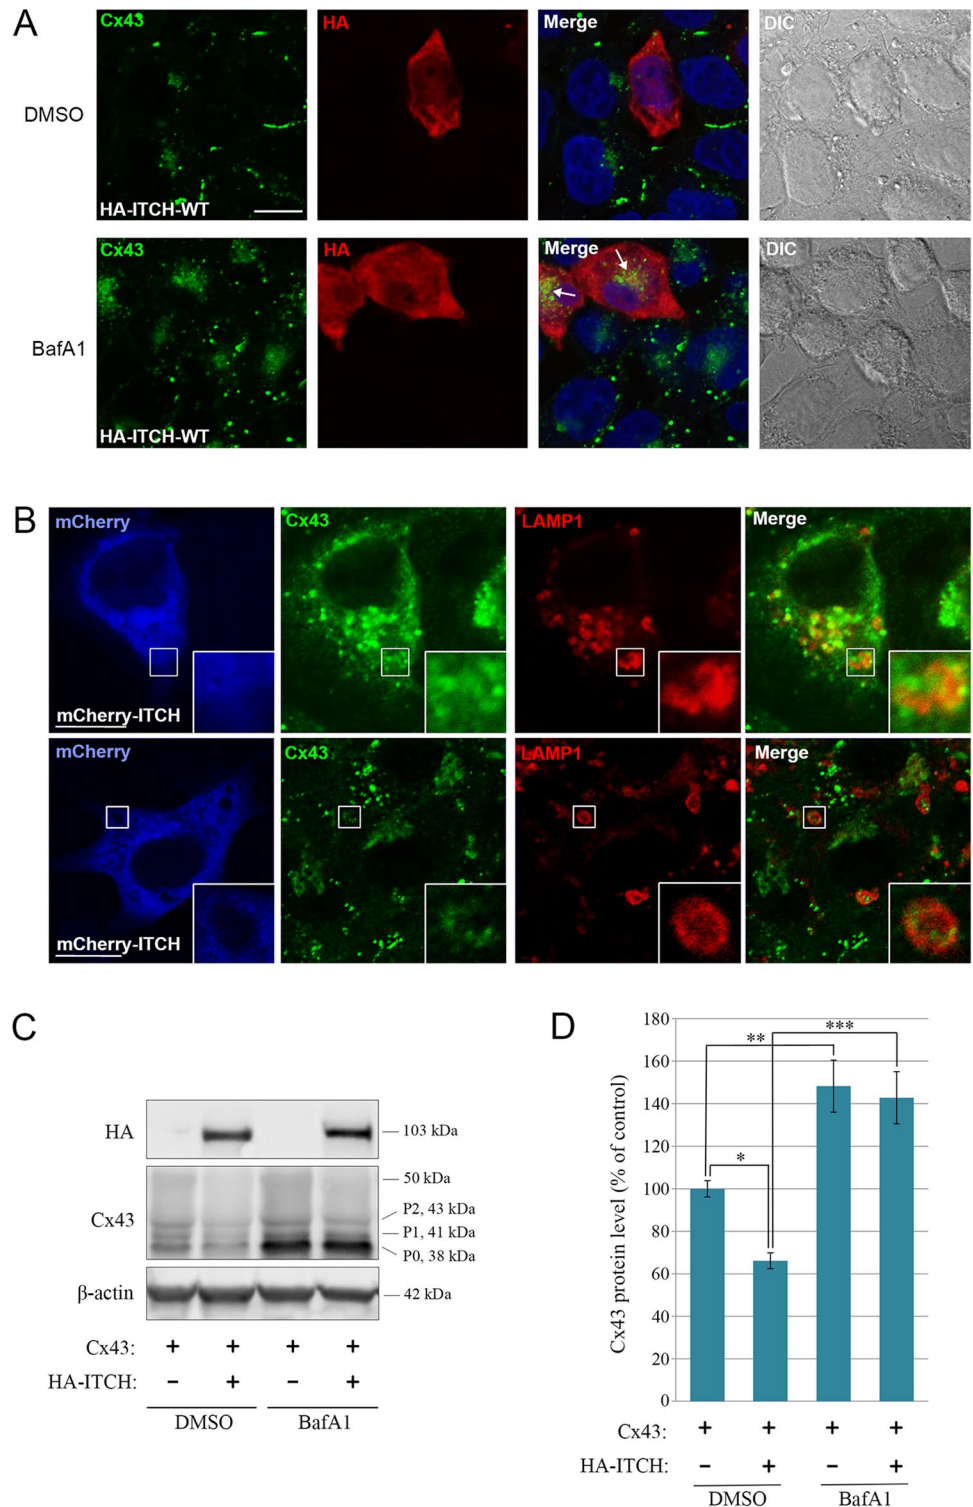 A
Cx43 HA Merge DIC
DMSO
HA-ITCH-WT
Cx43 HA Merge DIC
BafA1
HA-ITCH-WT
B
mCherry Cx43 LAMP1 Merge
mCherry-ITCH
mCherry Cx43 LAMP1 Merge
mCherry-ITCH
C
HA
103 kDa
50 kDa
Cx43
P2, 43 kDa
P1, 41 kDa
P0, 38 kDa
β-actin
42 kDa
Cx43: + + + +
HA-ITCH: − + − +
DMSO BafA1
D
Cx43 protein level (% of control)
180
160
140
120
100
80
60
40
20
0
***
**
*
Cx43: + + + +
HA-ITCH: − + − +
DMSO BafA1